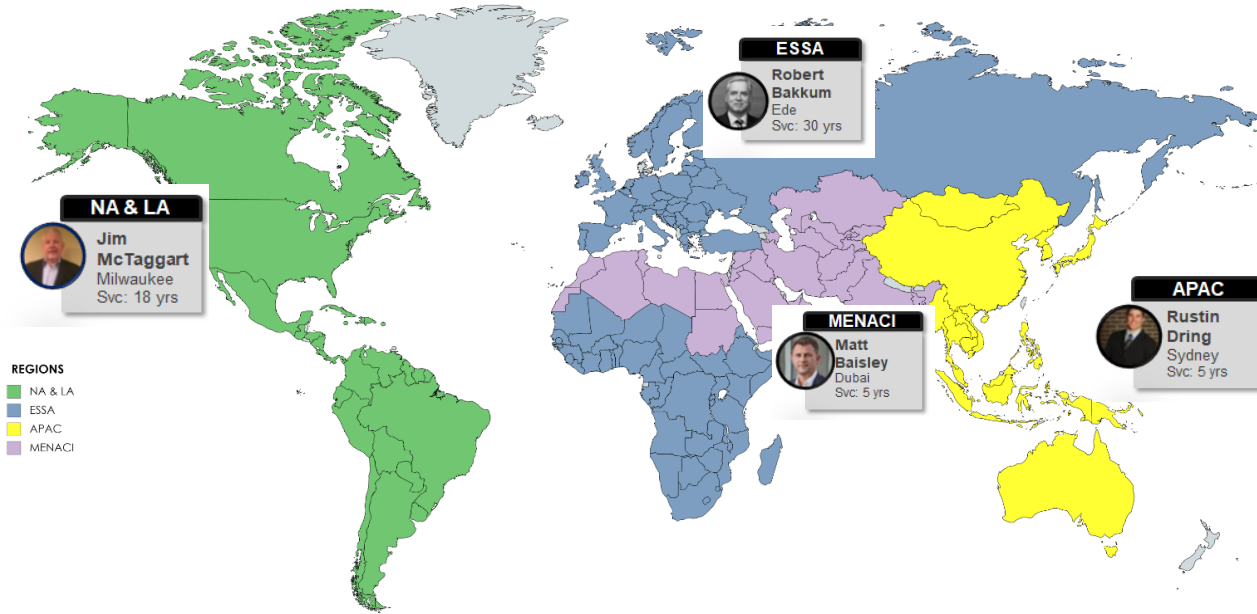 ESSA
Robert
Bakkum
Ede
Svc: 30 yrs
NA & LA
Jim
McTaggart
Milwaukee
Svc: 18 yrs
APAC
Rustin
Dring
Sydney
Svc: 5 yrs
MENACI
Matt
Baisley
Dubai
Svc: 5 yrs
REGIONS
NA & LA
ESSA
APAC
MENACI